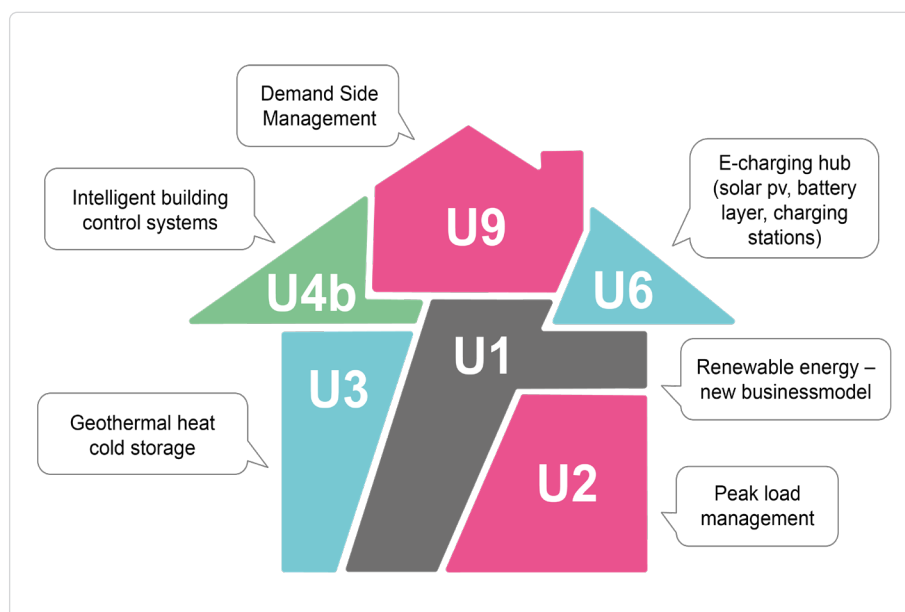 Demand Side
Management
E-charging hub
(solar pv, battery
layer, charging
stations)
Intelligent building
control systems
U9
U4b
U6
U1
U3
Renewable energy –
new businessmodel
Geothermal heat
cold storage
U2
Peak load
management